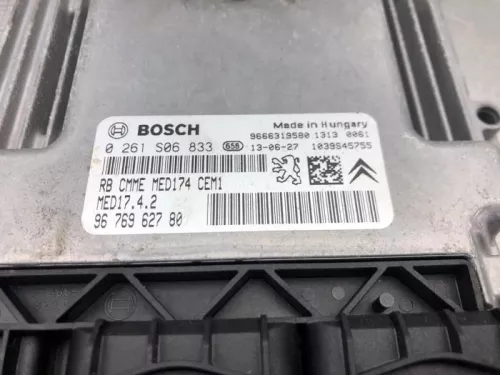 BOSCH
Made in Hungary
9666319580 1313 0061
0 261 S06 833 656 13-06-27 1039S45755
RB CMME MED174 CEM1
MED17.4.2
96 769 627 80